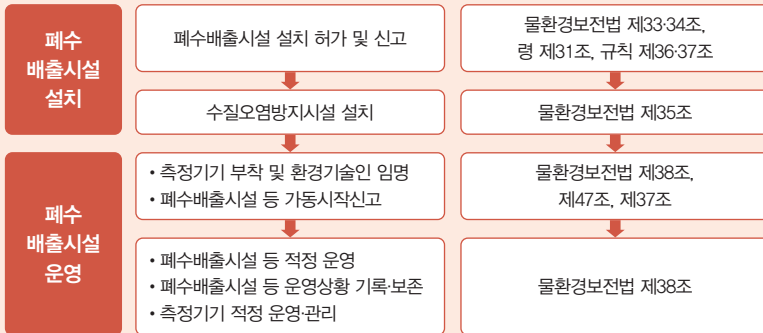 폐수
배출시설
설치
폐수배출시설 설치 허가 및 신고
물환경보전법 제33·34조,
령 제31조, 규칙 제36·37조
수질오염방지시설 설치
물환경보전법 제35조
폐수
배출시설
운영
• 측정기기 부착 및 환경기술인 임명
• 폐수배출시설 등 가동시작신고
물환경보전법 제38조,
제47조, 제37조
• 폐수배출시설 등 적정 운영
• 폐수배출시설 등 운영상황 기록·보존
• 측정기기 적정 운영·관리
물환경보전법 제38조